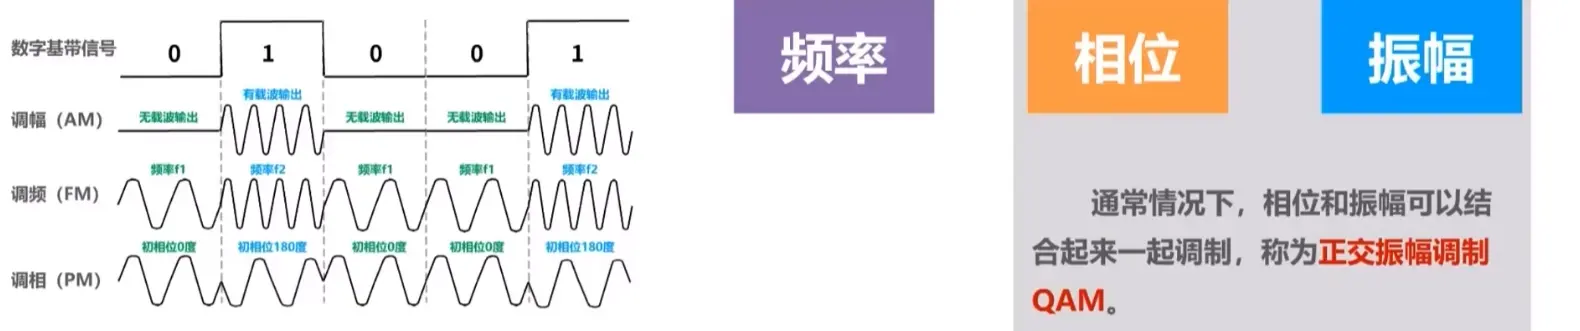 数字基带信号
0 1 0 0 1
有载波输出 有载波输出
调幅（AM） 无载波输出 无载波输出 无载波输出
频率f1 频率f2 频率f1 频率f1 频率f2
调频（FM）
初相位0度 初相位180度 初相位0度 初相位0度 初相位180度
调相（PM）
频率
相位
振幅
通常情况下，相位和振幅可以结
合起来一起调制，称为正交振幅调制
QAM。